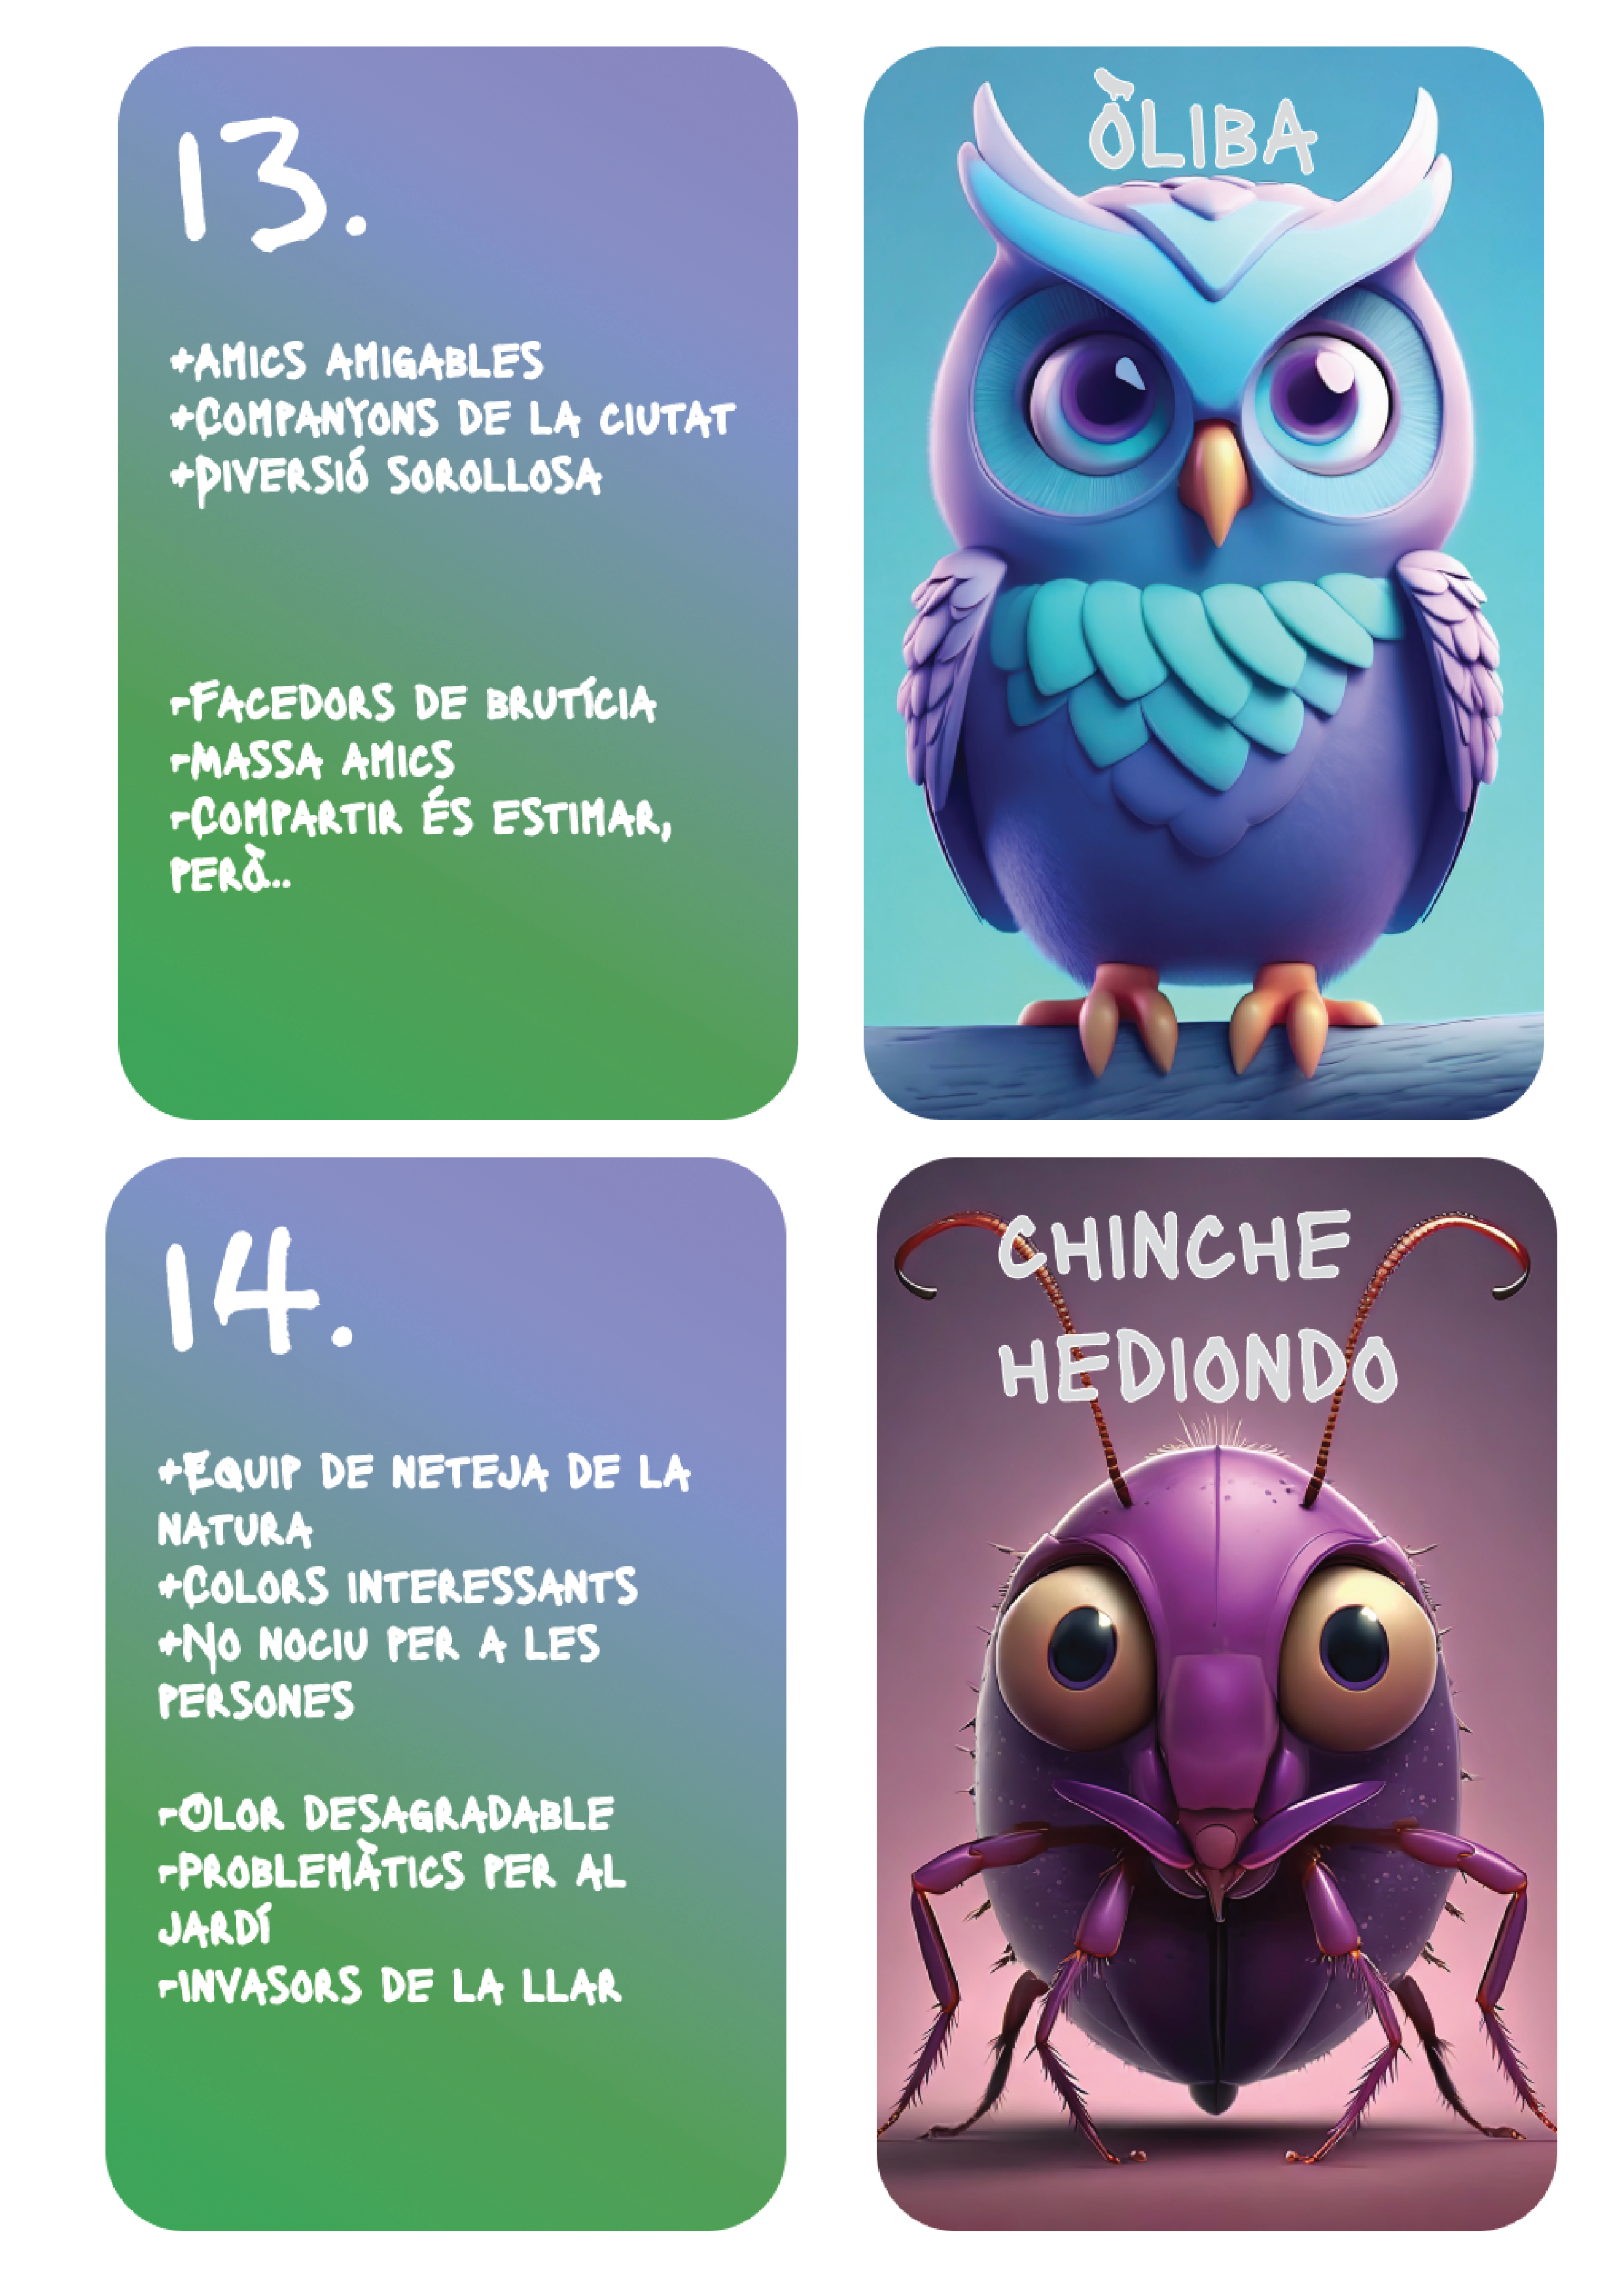 13.
+AMICS AMIGABLES
+COMPANYONS DE LA CIUTAT
+DIVERSIÓ SOROLLOSA
-FACEDORS DE BRUTÍCIA
-MASSA AMICS
-COMPARTIR ÉS ESTIMAR,
PERÒ...
ÒLIBA
14.
+EQUIP DE NETEJA DE LA
NATURA
+COLORS INTERESSANTS
+NO NOCIU PER A LES
PERSONES
-OLOR DESAGRADABLE
-PROBLEMÀTICS PER AL
JARDÍ
-INVASORS DE LA LLAR
CHINCHE
HEDIONDO